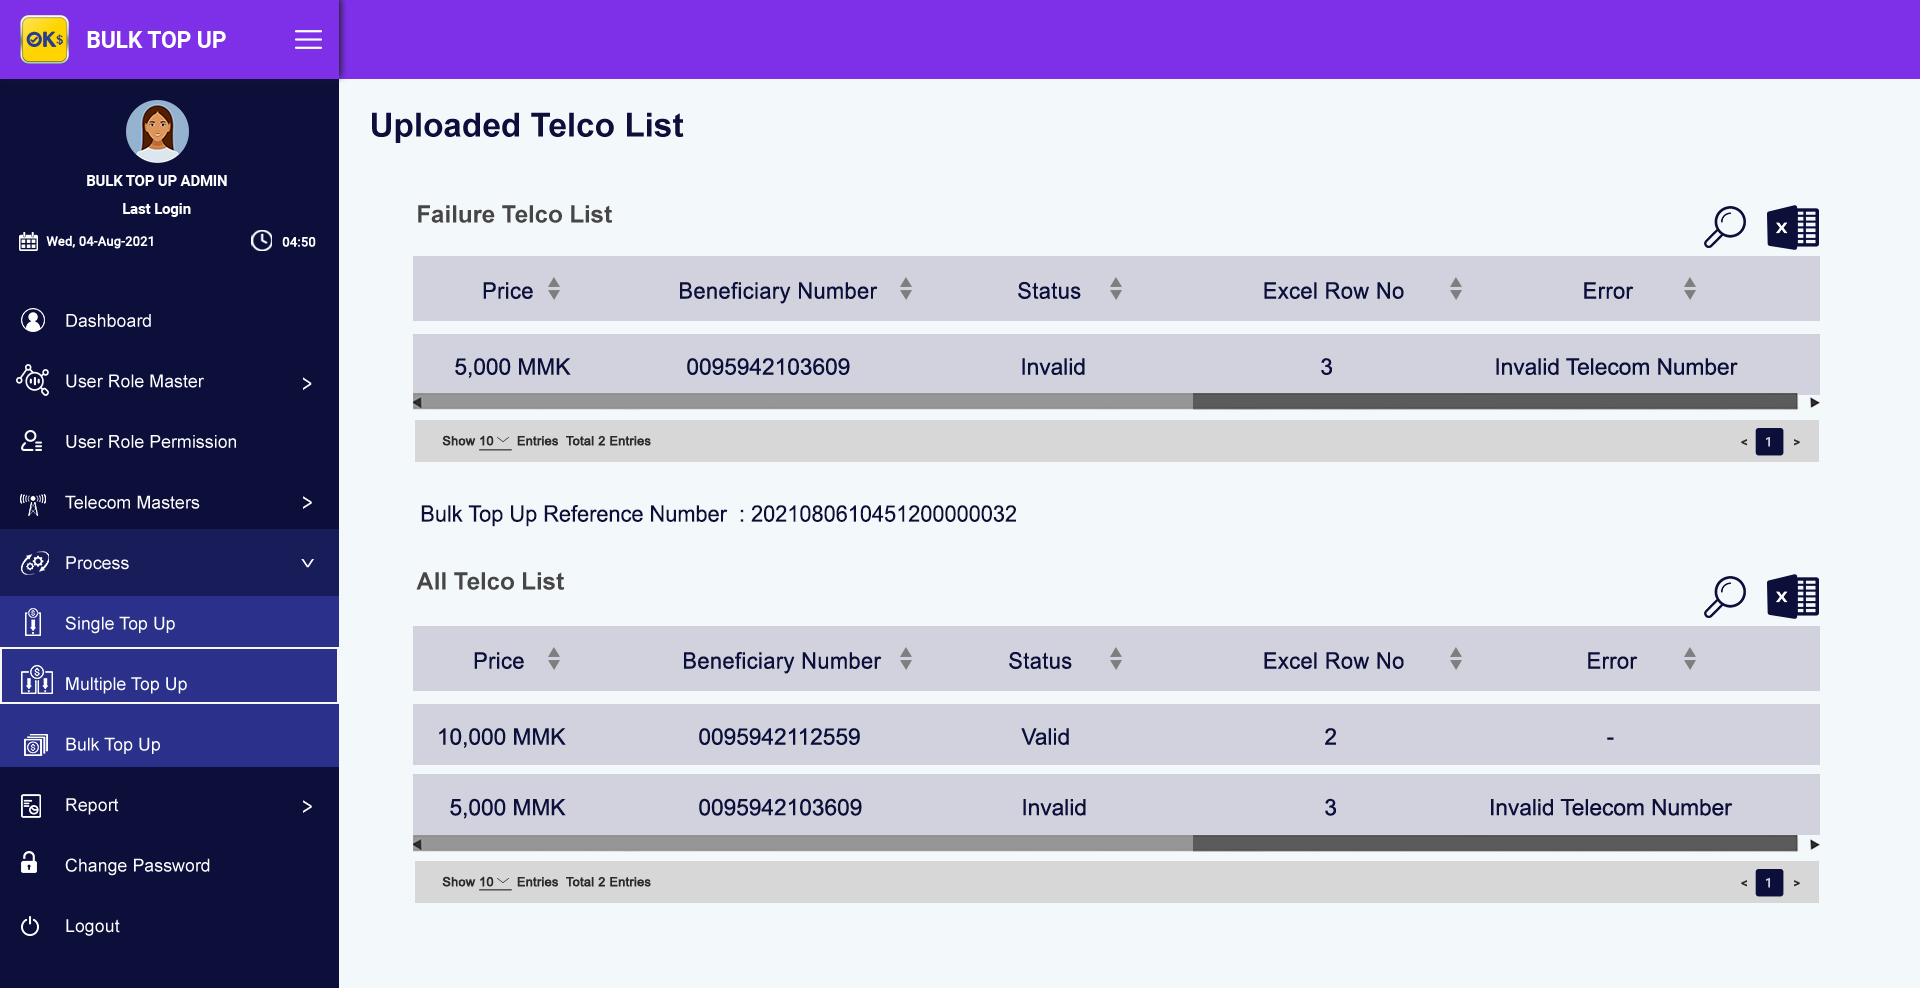 OK$ BULK TOP UP
BULK TOP UP ADMIN
Last Login
Wed, 04-Aug-2021 04:50
Dashboard
User Role Master >
User Role Permission
Telecom Masters >
Process
Single Top Up
Multiple Top Up
Bulk Top Up
Report >
Change Password
Logout
Uploaded Telco List
Failure Telco List
X
Price Beneficiary Number Status Excel Row No Error
5,000 MMK 0095942103609 Invalid 3 Invalid Telecom Number
Show 10 Entries Total 2 Entries < 1 >
Bulk Top Up Reference Number : 2021080610451200000032
All Telco List
X
Price Beneficiary Number Status Excel Row No Error
10,000 MMK 0095942112559 Valid 2 -
5,000 MMK 0095942103609 Invalid 3 Invalid Telecom Number
Show 10 Entries Total 2 Entries < 1 >